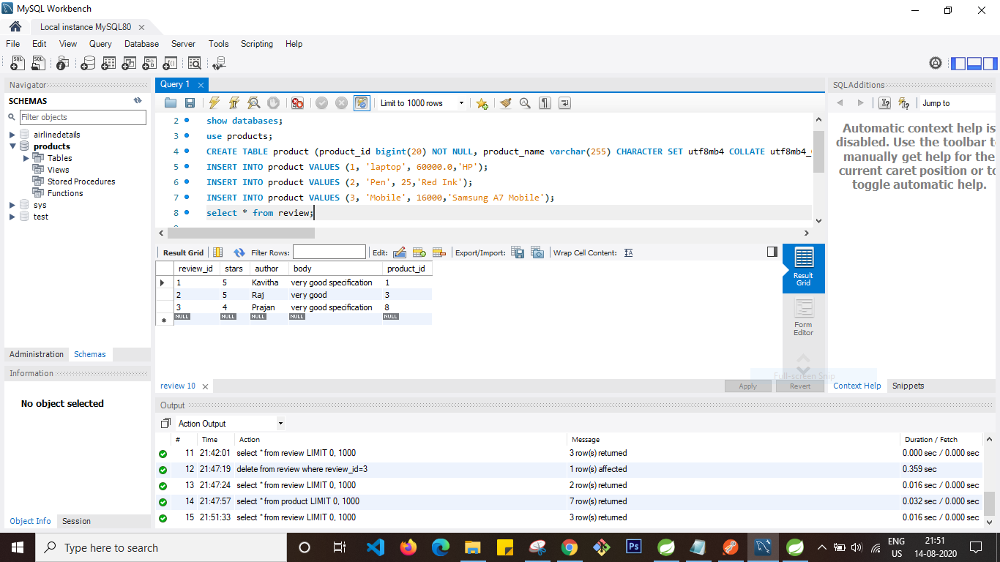 MySQL Workbench
Local instance MySQL80
File Edit View Query Database Server Tools Scripting Help
Navigator
SCHEMAS
Filter objects
airlinedetails
products
Tables
Views
Stored Procedures
Functions
sys
test
Administration Schemas
Information
No object selected
Object Info Session
Query 1
Limit to 1000 rows
2 show databases;
3 use products;
4 CREATE TABLE product (product_id bigint(20) NOT NULL, product_name varchar(255) CHARACTER SET utf8mb4 COLLATE utf8mb4_
5 INSERT INTO product VALUES (1, 'laptop', 60000.0,'HP');
6 INSERT INTO product VALUES (2, 'Pen', 25,'Red Ink');
7 INSERT INTO product VALUES (3, 'Mobile', 16000,'Samsung A7 Mobile');
8 select * from review;
Result Grid Filter Rows: Edit: Export/Import: Wrap Cell Content:
review_id stars author body product_id
1 5 Kavitha very good specification 1
2 5 Raj very good 3
3 4 Prajan very good specification 8
NULL NULL NULL NULL NULL
Result
Grid
Form
Editor
Full-screen Snip
review 10
Apply Revert
SQLAdditions
Jump to
Automatic context help is
disabled. Use the toolbar t
manually get help for the
current caret position or to
toggle automatic help.
Context Help Snippets
Output
Action Output
# Time Action Message Duration / Fetch
11 21:42:01 select * from review LIMIT 0, 1000 3 row(s) returned 0.000 sec / 0.000 sec
12 21:47:19 delete from review where review_id=3 1 row(s) affected 0.359 sec
13 21:47:24 select * from review LIMIT 0, 1000 2 row(s) returned 0.016 sec / 0.000 sec
14 21:47:57 select * from product LIMIT 0, 1000 7 row(s) returned 0.032 sec / 0.000 sec
15 21:51:33 select * from review LIMIT 0, 1000 3 row(s) returned 0.016 sec / 0.000 sec
Type here to search
Ps
ENG
US
21:51
14-08-2020